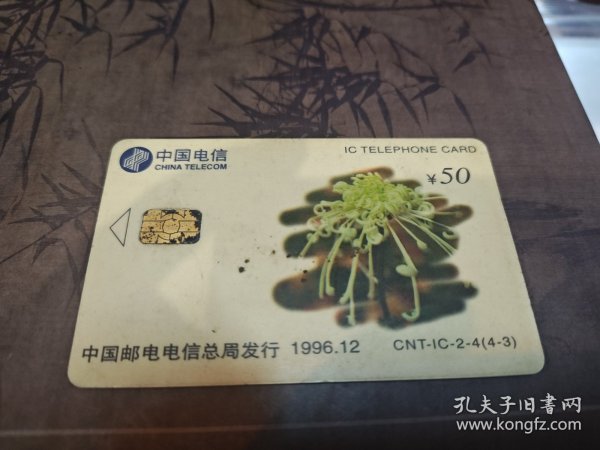 中国电信
CHINA TELECOM
IC TELEPHONE CARD
¥50
中国邮电电信总局发行 1996.12
CNT-IC-2-4(4-3)
孔夫子旧書网
www.kongfz.com